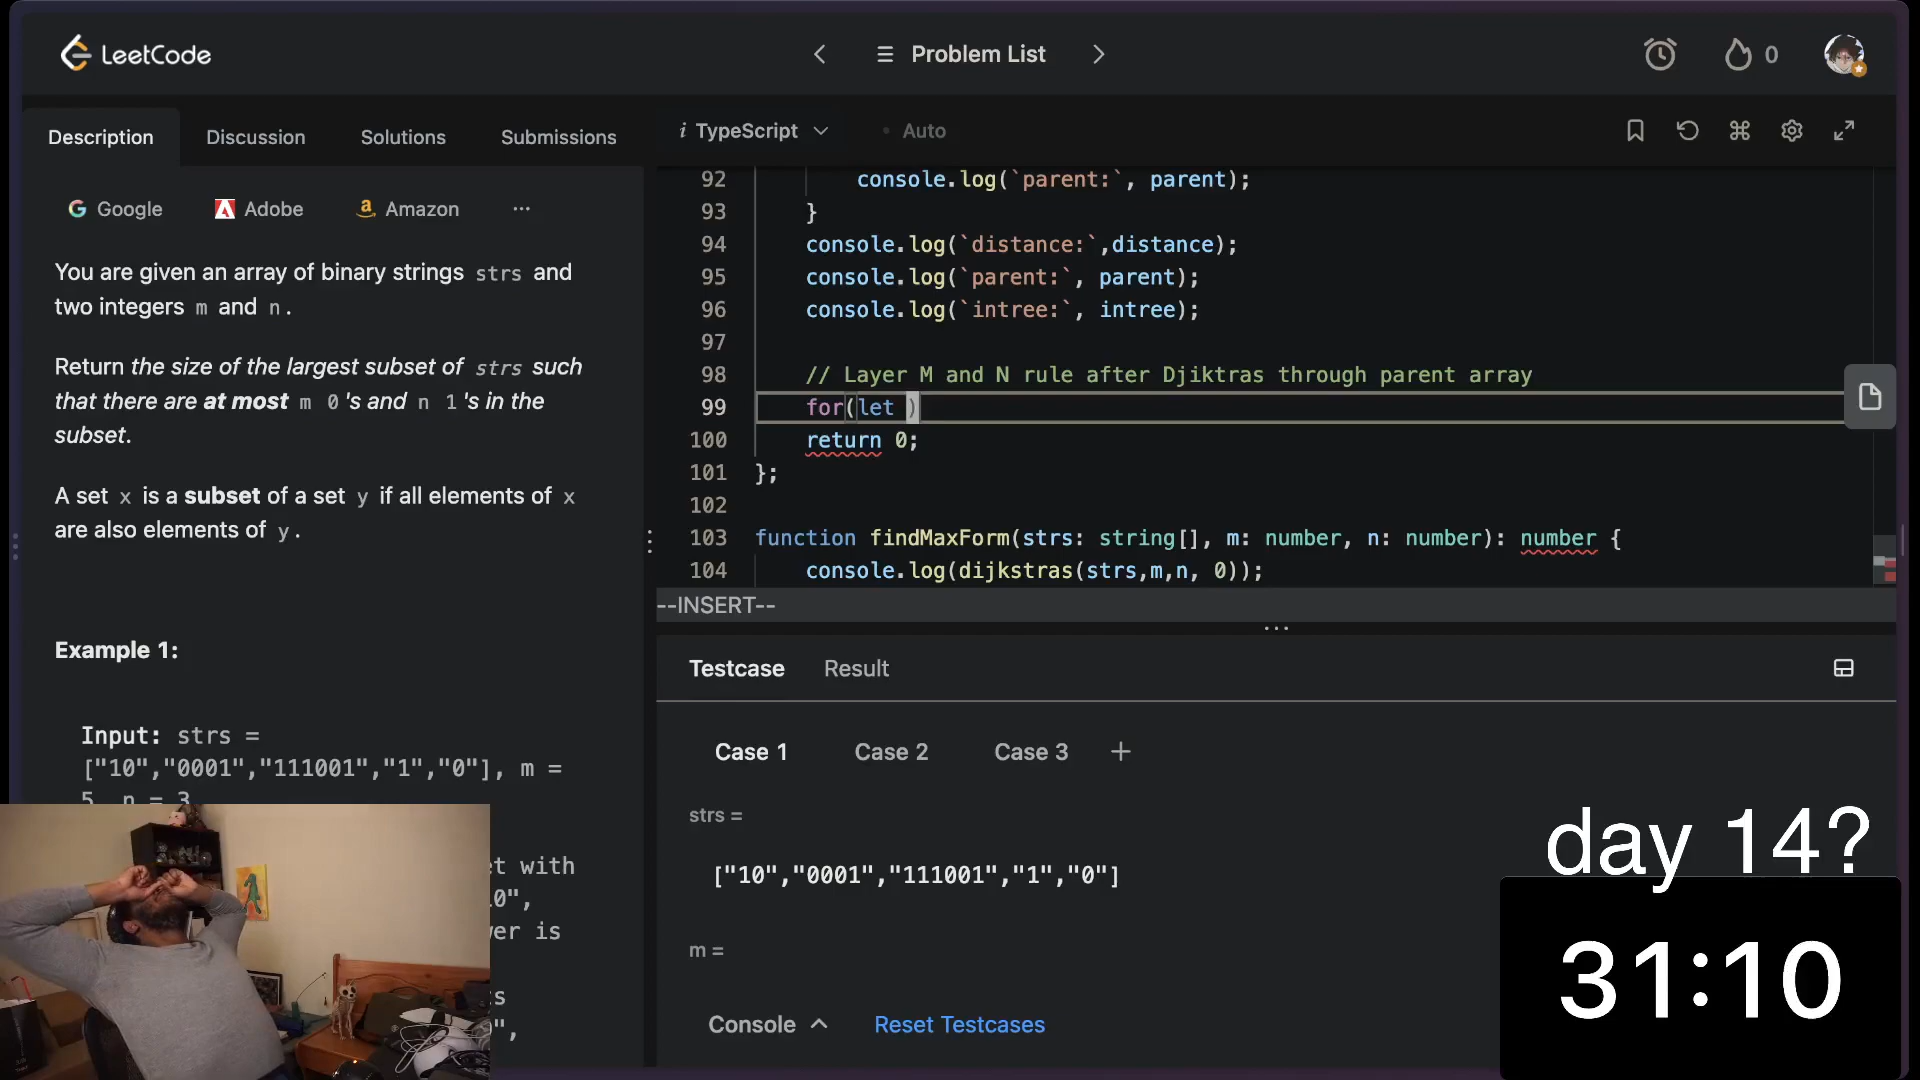 LeetCode
Problem List
0
Description
Discussion
Solutions
Submissions
i TypeScript
• Auto
Google
Adobe
Amazon
...
You are given an array of binary strings strs and
two integers m and n.
Return the size of the largest subset of strs such
that there are at most m 0's and n 1's in the
subset.
A set x is a subset of a set y if all elements of x
are also elements of y.
Example 1:
Input: strs =
["10","0001","111001","1","0"], m =
5, n = 3
et with
10",
wer is
s
",
92 console.log(`parent:`, parent);
93 }
94 console.log(`distance:`,distance);
95 console.log(`parent:`, parent);
96 console.log(`intree:`, intree);
97
98 // Layer M and N rule after Djiktras through parent array
99 for(let )
100 return 0;
101 };
102
103 function findMaxForm(strs: string[], m: number, n: number): number {
104 console.log(dijkstras(strs,m,n, 0));
--INSERT--
...
Testcase
Result
Case 1
Case 2
Case 3
+
strs =
["10","0001","111001","1","0"]
m =
Console
Reset Testcases
day 14?
31:10